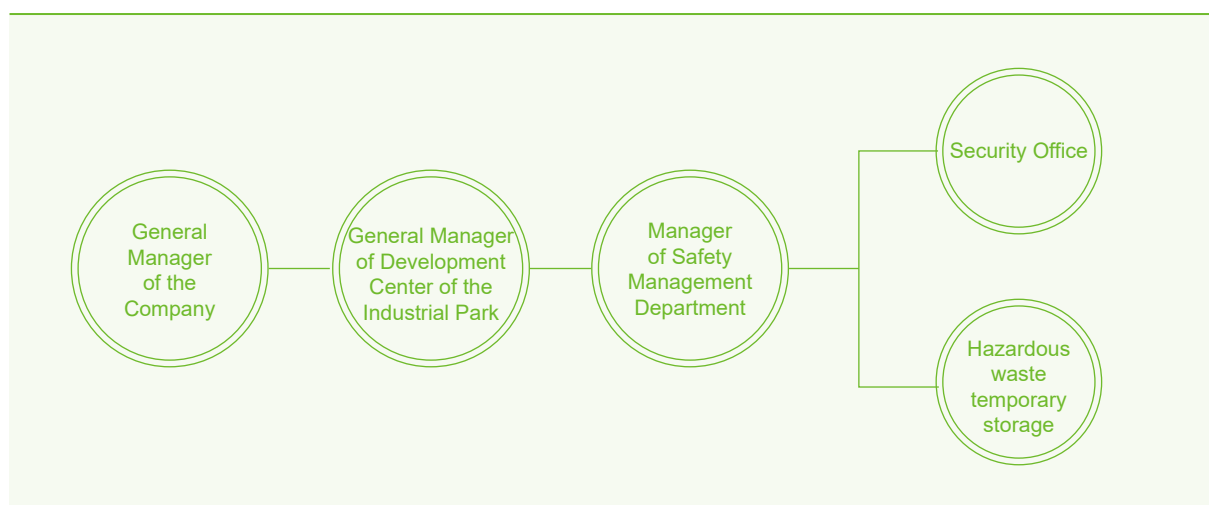 General
Manager
of the
Company
General Manager
of Development
Center of the
Industrial Park
Manager
of Safety
Management
Department
Security Office
Hazardous
waste
temporary
storage